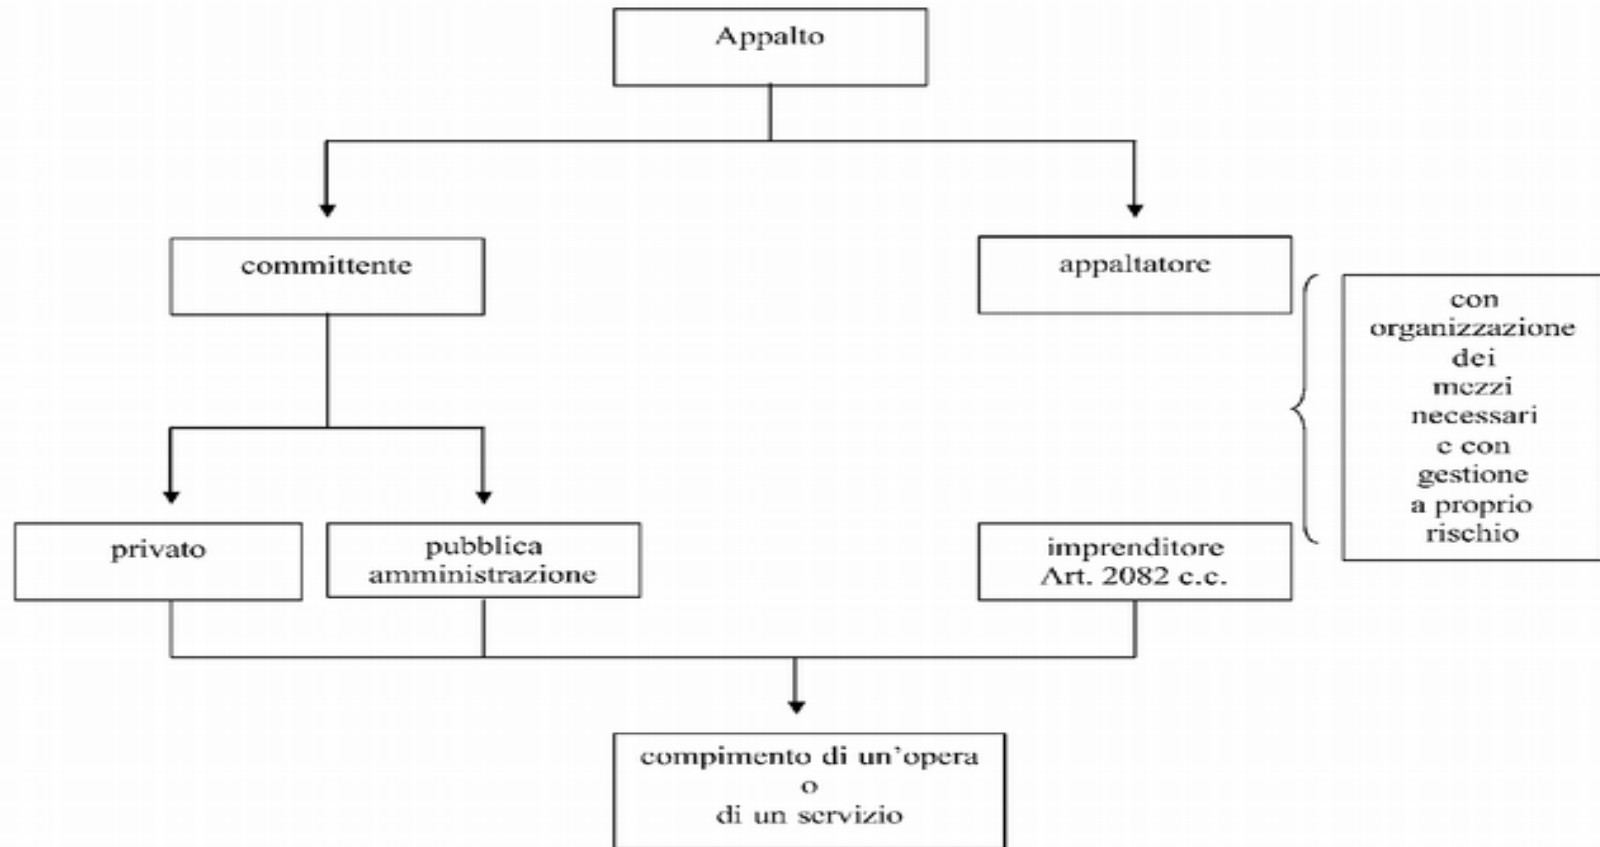 Appalto
committente
appaltatore
con
organizzazione
dei
mezzi
necessari
e con
gestione
a proprio
rischio
privato
pubblica
amministrazione
imprenditore
Art. 2082 c.c.
compimento di un'opera
o
di un servizio